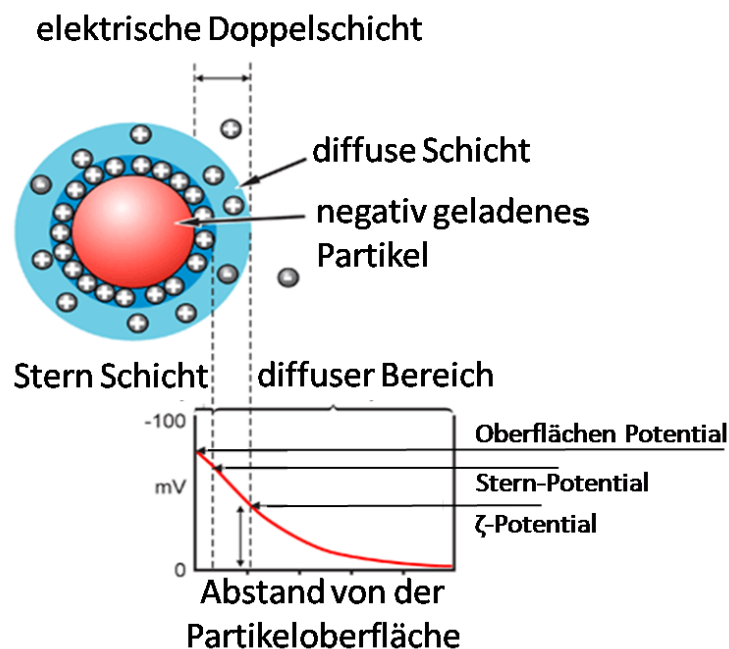 elektrische Doppelschicht
diffuse Schicht
negativ geladenes
Partikel
Stern Schicht
diffuser Bereich
-100
mV
0
Oberflächen Potential
Stern-Potential
ζ-Potential
Abstand von der
Partikeloberfläche